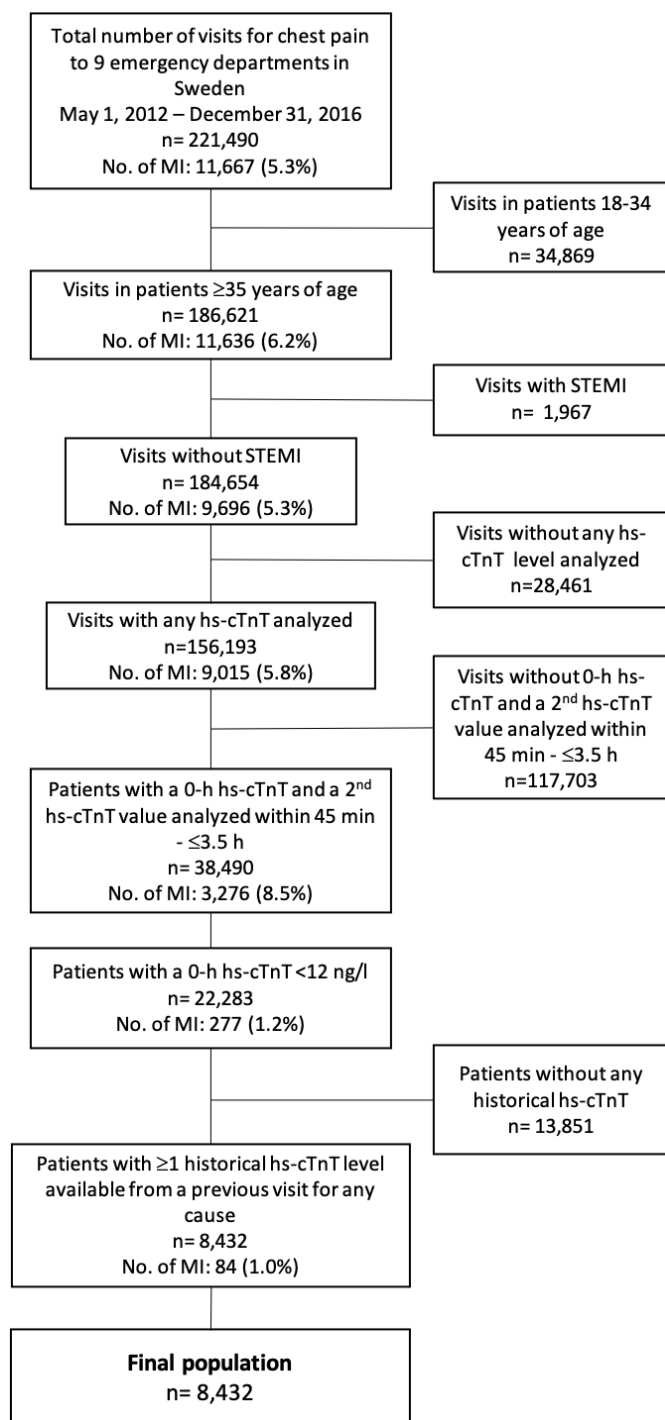 Total number of visits for chest pain
to 9 emergency departments in
Sweden
May 1, 2012 – December 31, 2016
n= 221,490
No. of MI: 11,667 (5.3%)
Visits in patients 18-34
years of age
n= 34,869
Visits in patients ≥35 years of age
n= 186,621
No. of MI: 11,636 (6.2%)
Visits with STEMI
n=  1,967
Visits without STEMI
n= 184,654
No. of MI: 9,696 (5.3%)
Visits without any hs-
cTnT  level analyzed
n=28,461
Visits with any hs-cTnT analyzed
n=156,193
No. of MI: 9,015 (5.8%)
Visits without 0-h hs-
cTnT and a 2nd hs-cTnT
value analyzed within
45 min - ≤3.5 h
n=117,703
Patients with a 0-h hs-cTnT and a 2nd
hs-cTnT value analyzed within 45 min
- ≤3.5 h
n= 38,490
No. of MI: 3,276 (8.5%)
Patients with a 0-h hs-cTnT <12 ng/l
n= 22,283
No. of MI: 277 (1.2%)
Patients without any
historical hs-cTnT
n= 13,851
Patients with ≥1 historical hs-cTnT level
available from a previous visit for any
cause
n= 8,432
No. of MI: 84 (1.0%)
Final population
n= 8,432